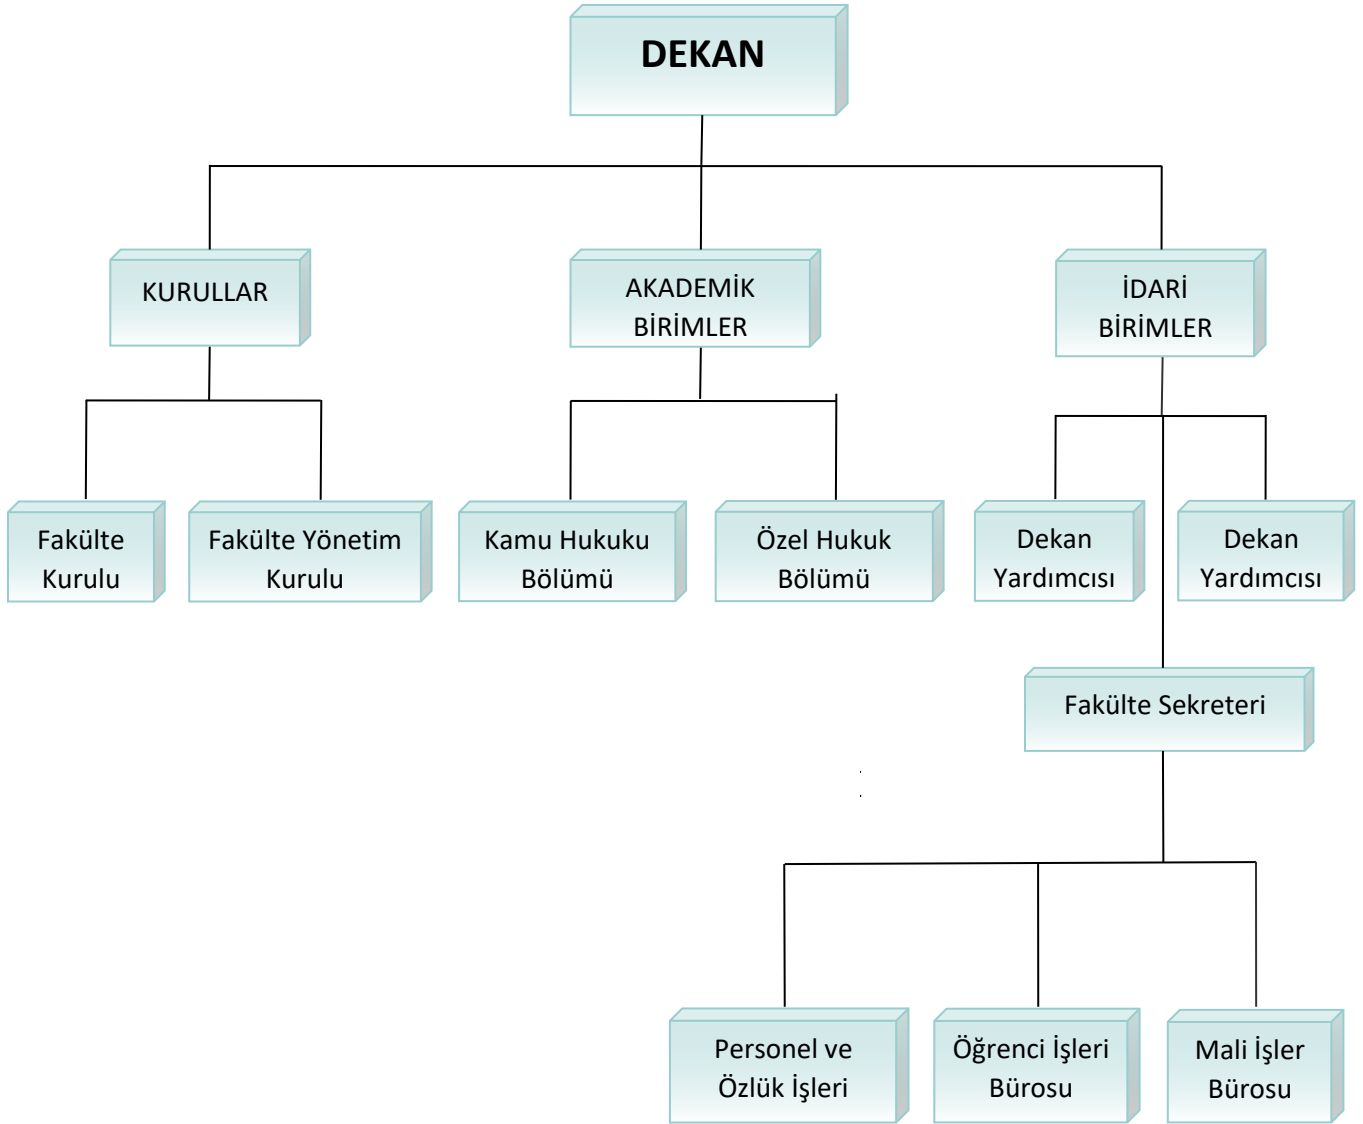 DEKAN
KURULLAR
AKADEMİK
BİRİMLER
İDARİ
BİRİMLER
Fakülte
Kurulu
Fakülte Yönetim
Kurulu
Kamu Hukuku
Bölümü
Özel Hukuk
Bölümü
Dekan
Yardımcısı
Dekan
Yardımcısı
Fakülte Sekreteri
Personel ve
Özlük İşleri
Öğrenci İşleri
Bürosu
Mali İşler
Bürosu